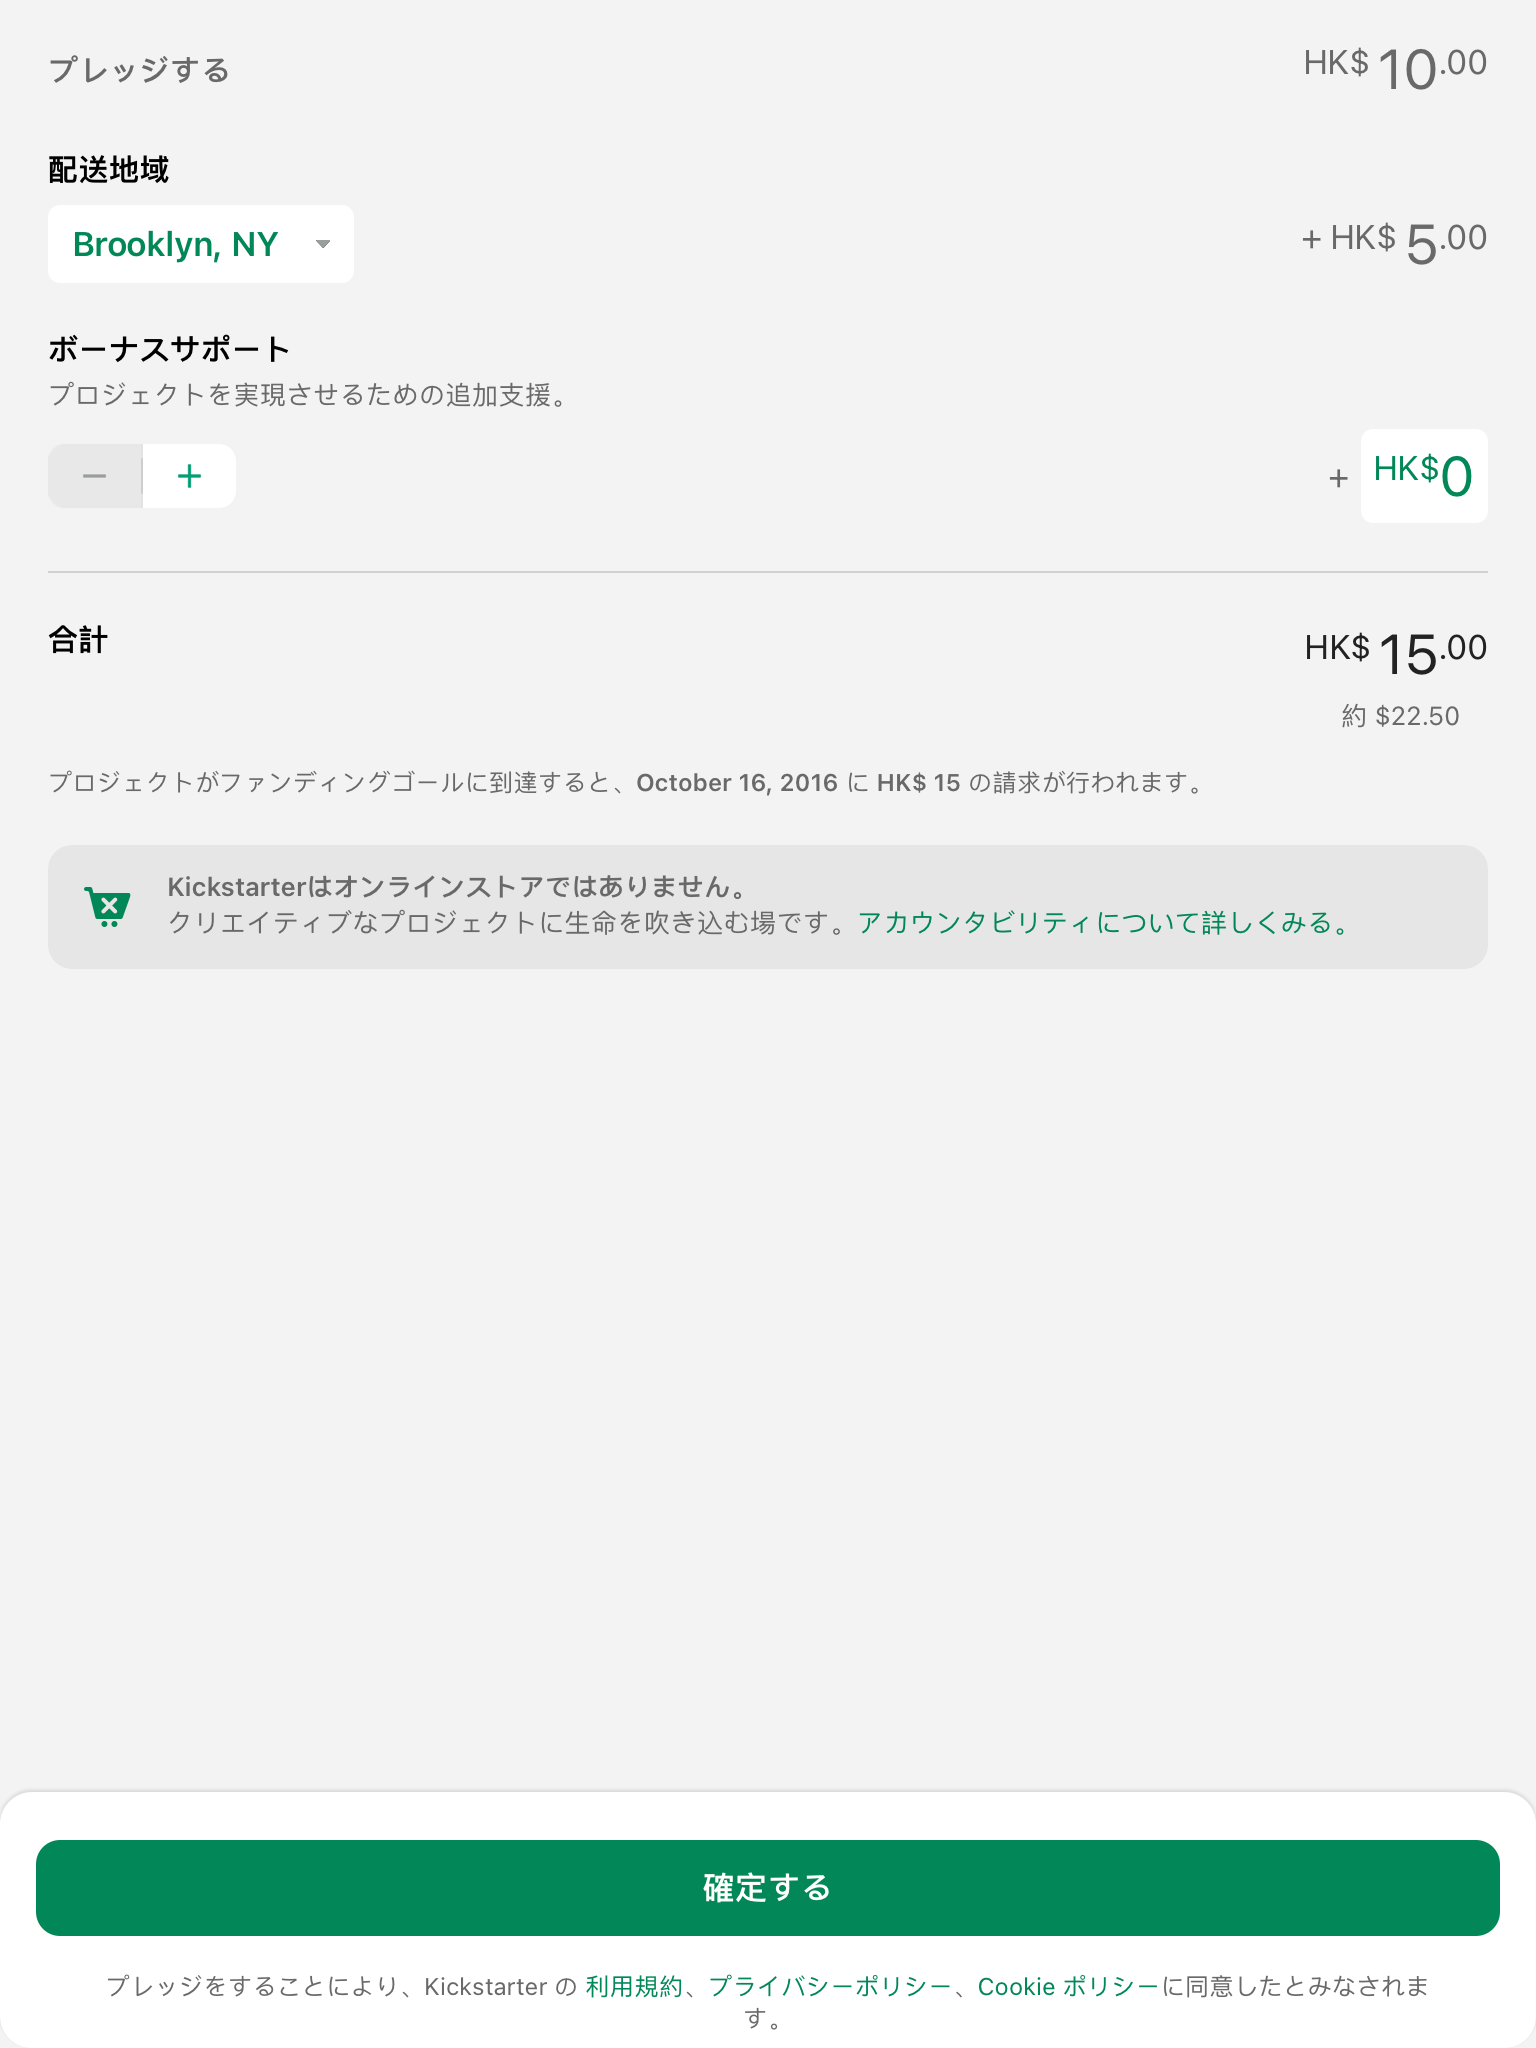 プレッジする HK$ 10.00
配送地域
Brooklyn, NY + HK$ 5.00
ボーナスサポート
プロジェクトを実現させるための追加支援。
− + + HK$0
合計 HK$ 15.00
約 $22.50
プロジェクトがファンディングゴールに到達すると、October 16, 2016 に HK$ 15 の請求が行われます。
Kickstarterはオンラインストアではありません。
クリエイティブなプロジェクトに生命を吹き込む場です。アカウンタビリティについて詳しくみる。
確定する
プレッジをすることにより、Kickstarter の 利用規約、プライバシーポリシー、Cookie ポリシーに同意したとみなされま
す。